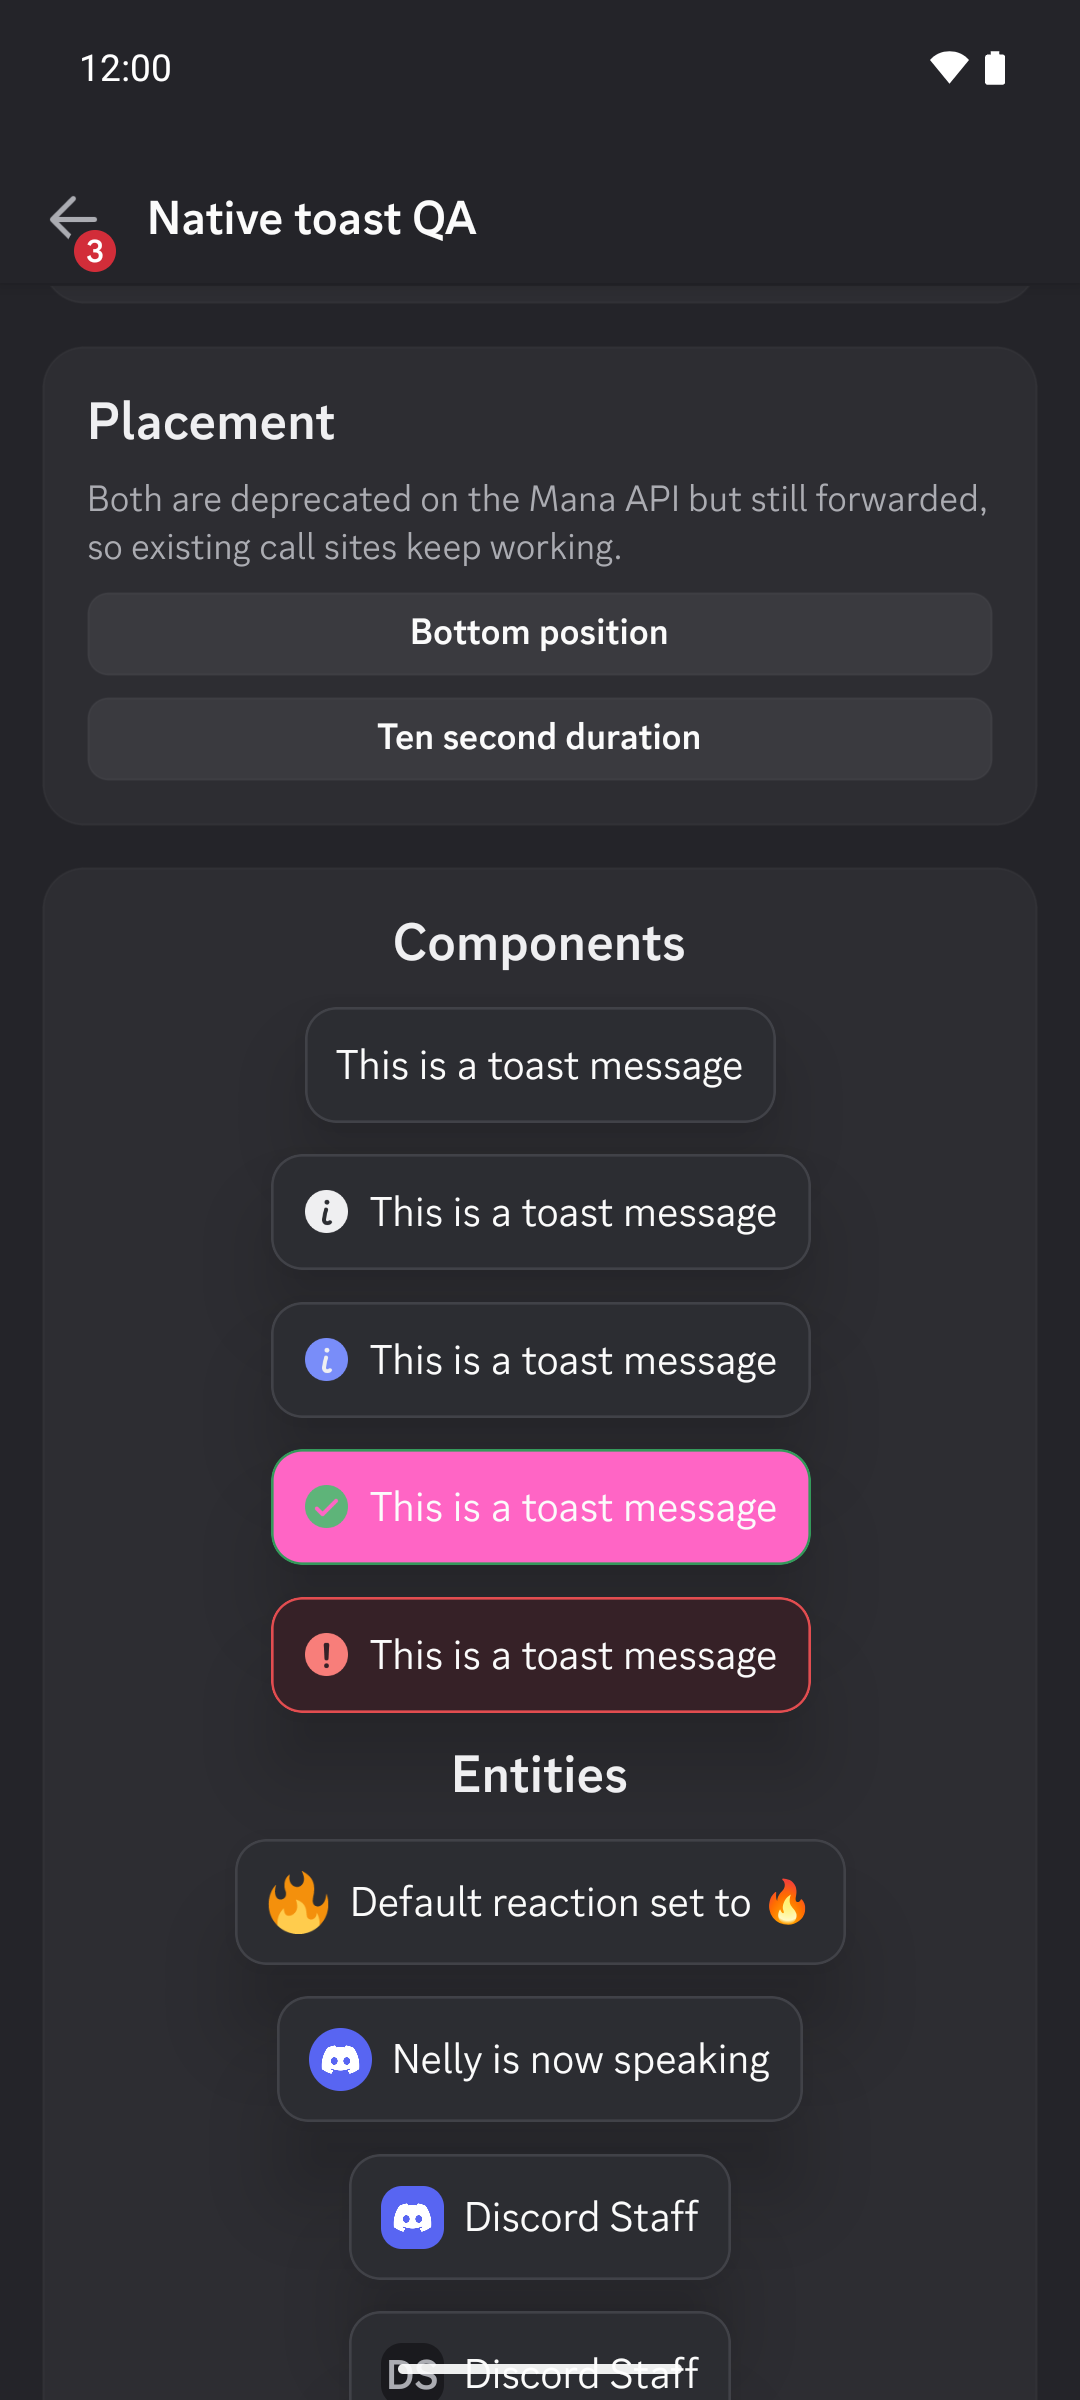 12:00
3
Native toast QA
Placement
Both are deprecated on the Mana API but still forwarded,
so existing call sites keep working.
Bottom position
Ten second duration
Components
This is a toast message
This is a toast message
This is a toast message
This is a toast message
This is a toast message
Entities
Default reaction set to 🔥
Nelly is now speaking
Discord Staff
DS Discord Staff